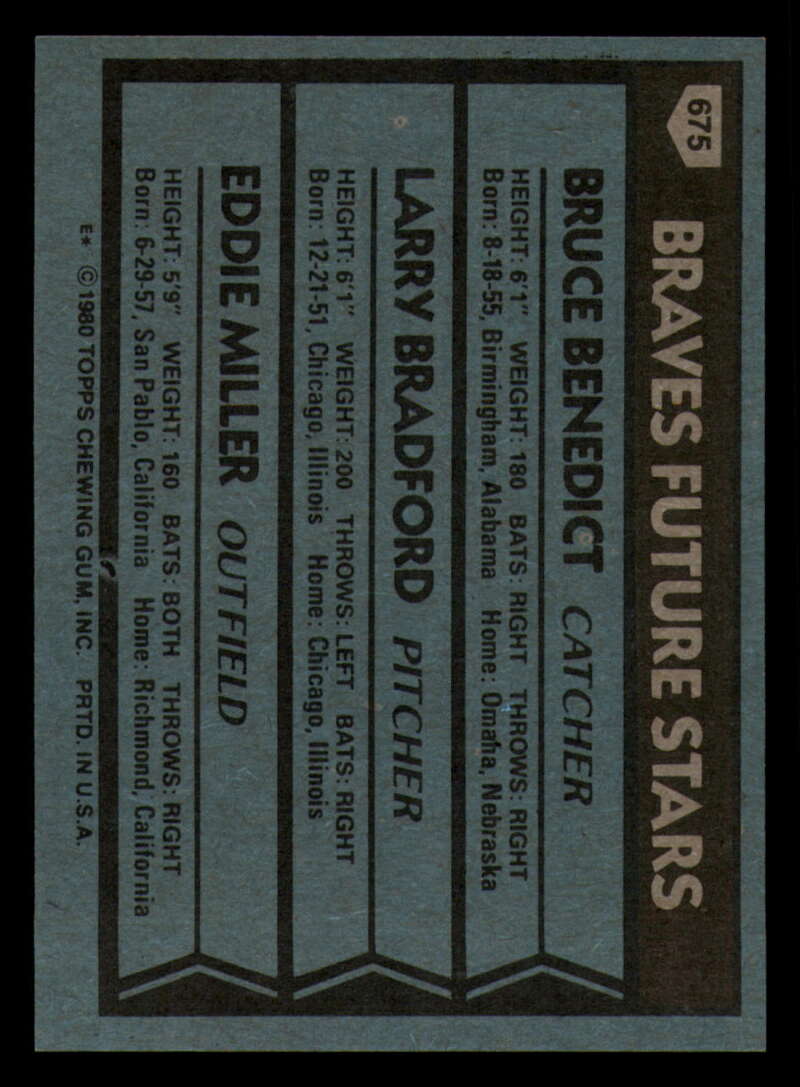 675
BRAVES FUTURE STARS
BRUCE BENEDICT CATCHER
HEIGHT: 6'1" WEIGHT: 180 BATS: RIGHT THROWS: RIGHT
Born: 8-18-55, Birmingham, Alabama Home: Omaha, Nebraska
LARRY BRADFORD PITCHER
HEIGHT: 6'1" WEIGHT: 200 THROWS: LEFT BATS: RIGHT
Born: 12-21-51, Chicago, Illinois Home: Chicago, Illinois
EDDIE MILLER OUTFIELD
HEIGHT: 5'9" WEIGHT: 160 BATS: BOTH THROWS: RIGHT
Born: 6-29-57, San Pablo, California Home: Richmond, California
E* © 1980 TOPPS CHEWING GUM, INC. PRTD. IN U.S.A.